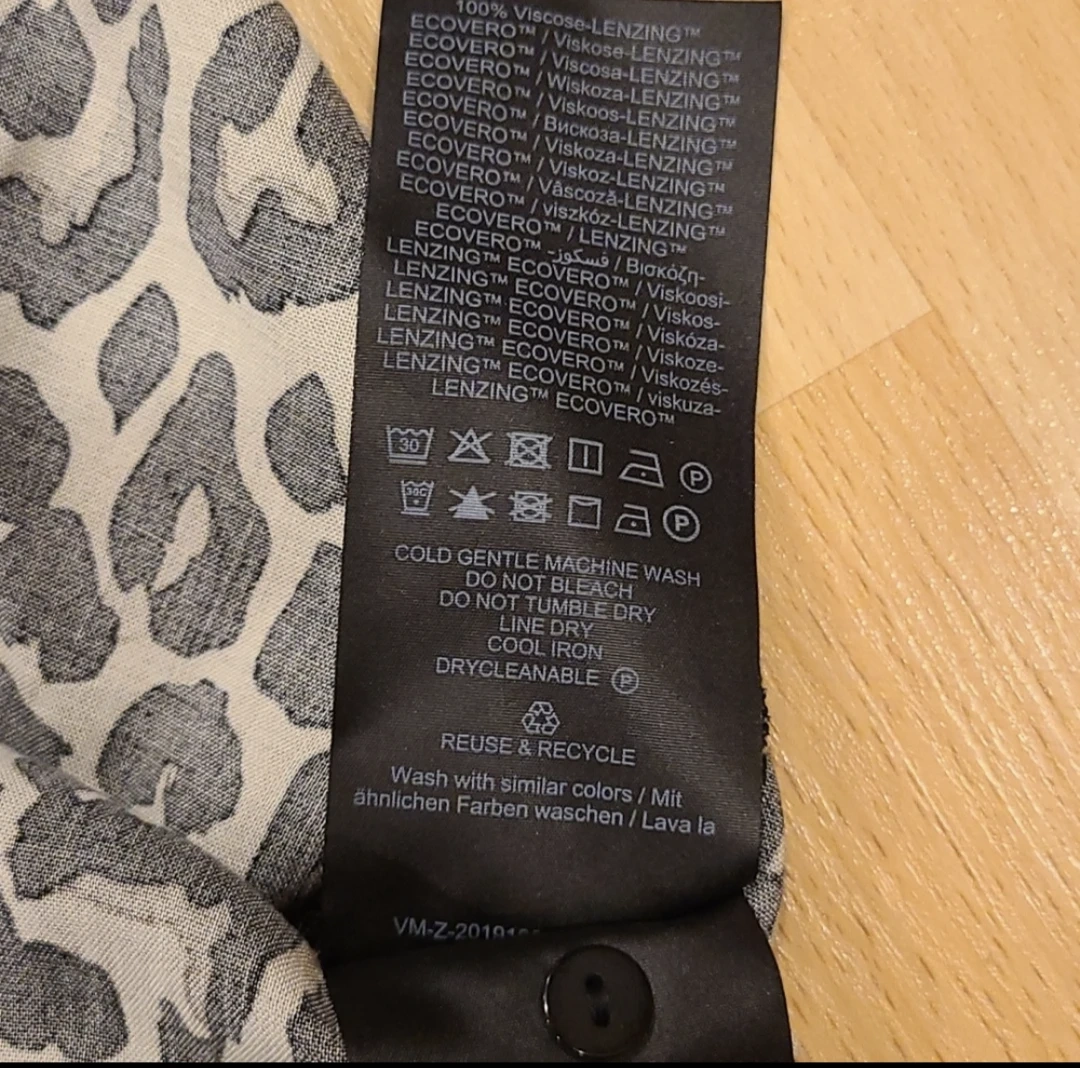 100% Viscose-LENZING™
ECOVERO™ / Viskose-LENZING™
ECOVERO™ / Viscosa-LENZING™
ECOVERO™ / Wiskoza-LENZING™
ECOVERO™ / Viskoos-LENZING™
ECOVERO™ / Вискоза-LENZING™
ECOVERO™ / Viskoza-LENZING™
ECOVERO™ / Viskoz-LENZING™
ECOVERO™ / Vâscoză-LENZING™
ECOVERO™ / viszkóz-LENZING™
ECOVERO™ / LENZING™
ECOVERO™ -فسكوز / Βισκόζη-
LENZING™ ECOVERO™ / Viskoosi-
LENZING™ ECOVERO™ / Viskos-
LENZING™ ECOVERO™ / Viskóza-
LENZING™ ECOVERO™ / Viskoze-
LENZING™ ECOVERO™ / Viskozés-
LENZING™ ECOVERO™ / viskuza-
LENZING™ ECOVERO™
30 P
30C P
COLD GENTLE MACHINE WASH
DO NOT BLEACH
DO NOT TUMBLE DRY
LINE DRY
COOL IRON
DRYCLEANABLE P
REUSE & RECYCLE
Wash with similar colors / Mit
ähnlichen Farben waschen / Lava la